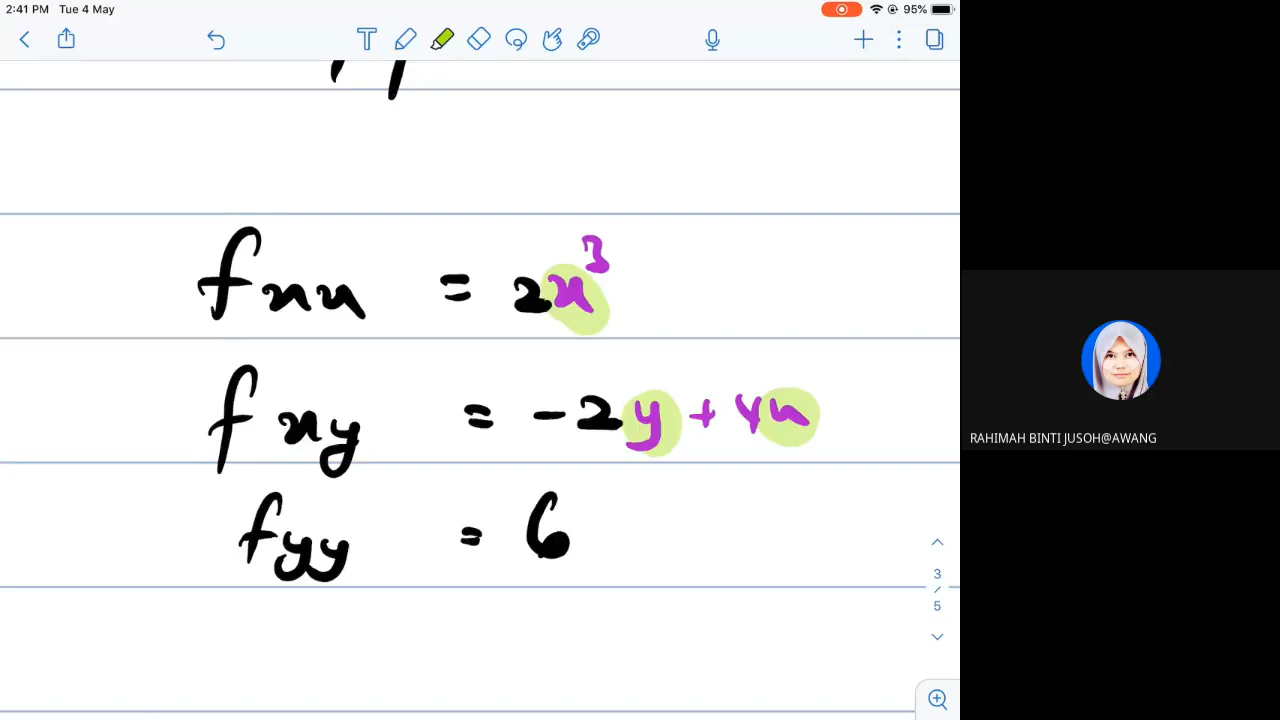 2:41 PM Tue 4 May
95%
T
fxx = 2x³
fxy = -2y + 4x
fyy = 6
3
/
5
RAHIMAH BINTI JUSOH@AWANG